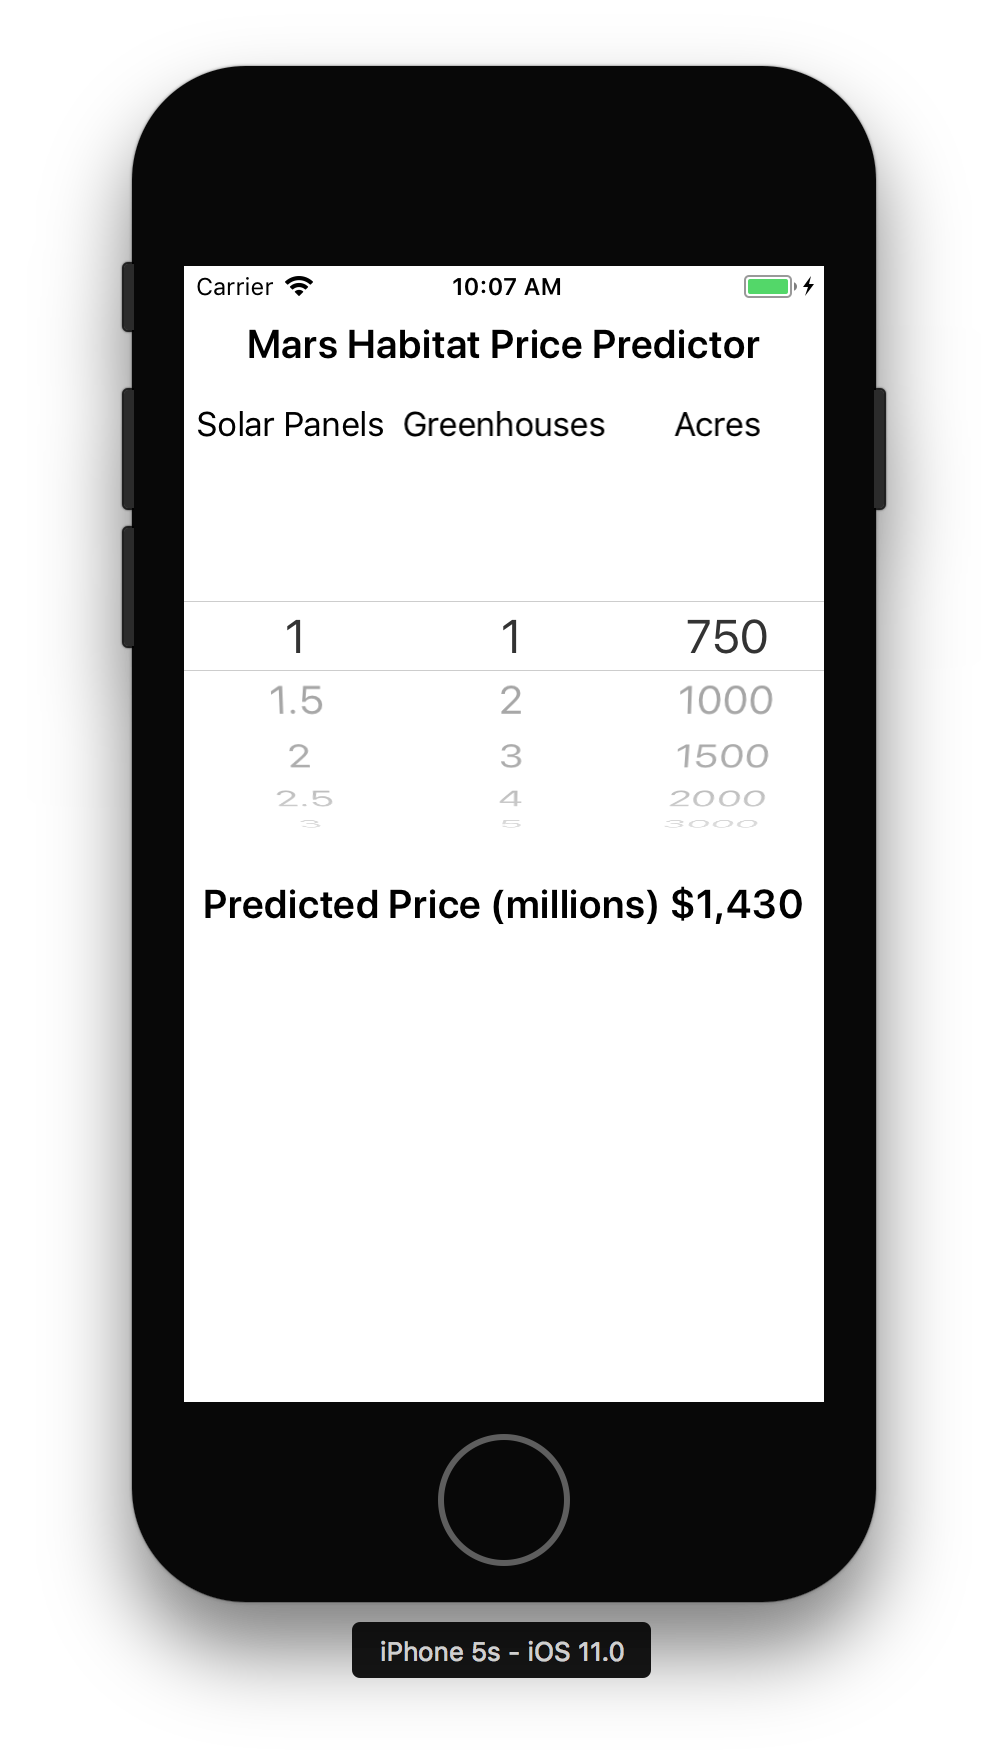 Carrier 10:07 AM
Mars Habitat Price Predictor
Solar Panels Greenhouses Acres
1 1 750
1.5 2 1000
2 3 1500
2.5 4 2000
3 5 3000
Predicted Price (millions) $1,430
iPhone 5s - iOS 11.0